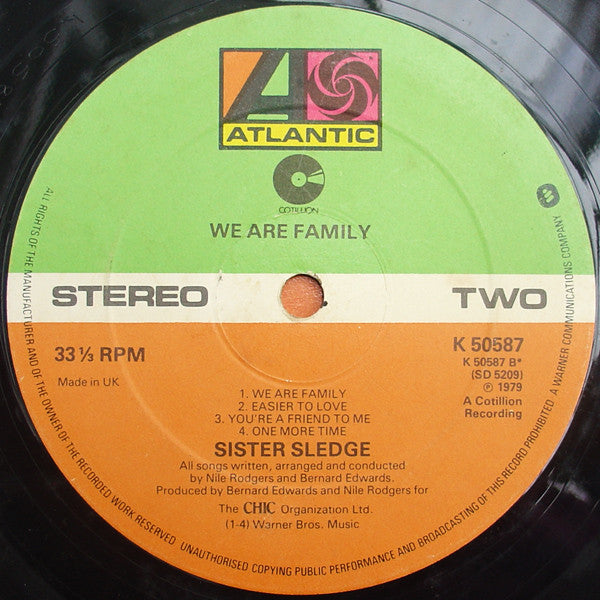 ATLANTIC
COTILLION
WE ARE FAMILY
STEREO
TWO
33 ⅓ RPM
Made in UK
K 50587
K 50587 B*
(SD 5209)
℗ 1979
A Cotillion
Recording
1. WE ARE FAMILY
2. EASIER TO LOVE
3. YOU'RE A FRIEND TO ME
4. ONE MORE TIME
SISTER SLEDGE
All songs written, arranged and conducted
by Nile Rodgers and Bernard Edwards.
Produced by Bernard Edwards and Nile Rodgers for
The CHIC Organization Ltd.
(1-4) Warner Bros. Music
ALL RIGHTS OF THE MANUFACTURER AND OF THE OWNER OF THE RECORDED WORK RESERVED. UNAUTHORISED COPYING PUBLIC PERFORMANCE AND BROADCASTING OF THIS RECORD PROHIBITED. A WARNER COMMUNICATIONS COMPANY